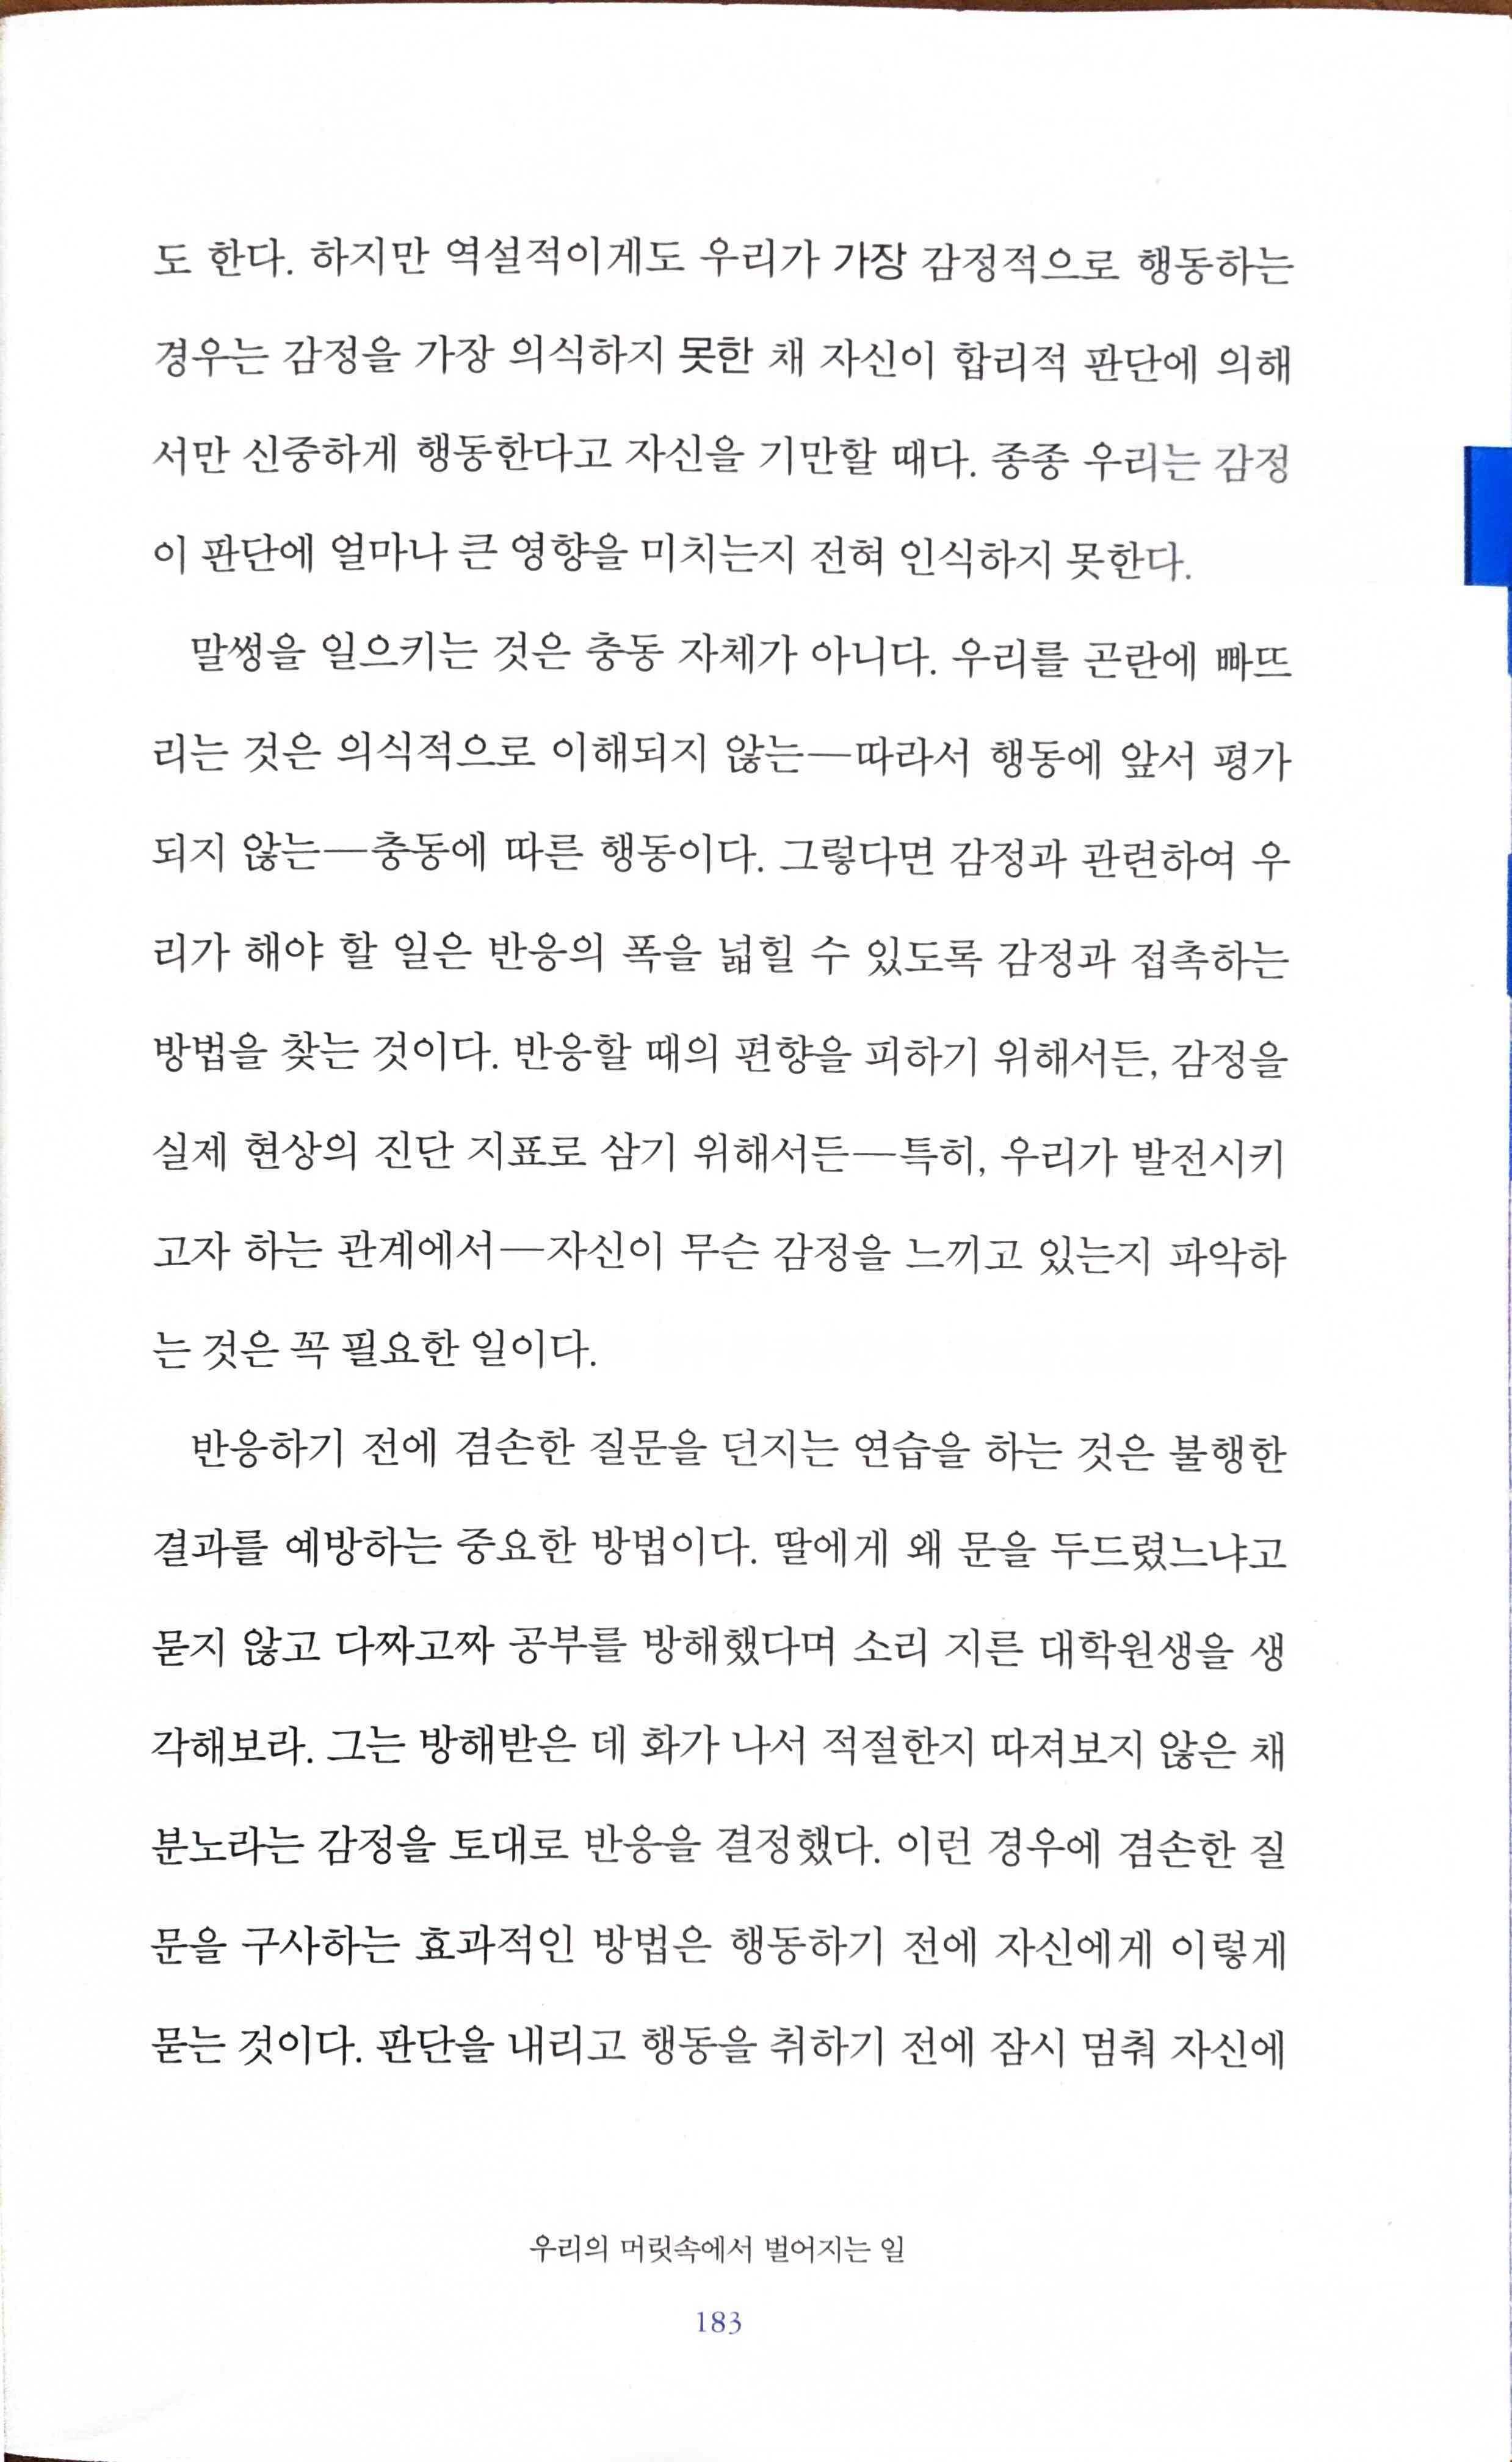 도 한다. 하지만 역설적이게도 우리가 가장 감정적으로 행동하는
경우는 감정을 가장 의식하지 못한 채 자신이 합리적 판단에 의해
서만 신중하게 행동한다고 자신을 기만할 때다. 종종 우리는 감정
이 판단에 얼마나 큰 영향을 미치는지 전혀 인식하지 못한다.
말썽을 일으키는 것은 충동 자체가 아니다. 우리를 곤란에 빠뜨
리는 것은 의식적으로 이해되지 않는—따라서 행동에 앞서 평가
되지 않는—충동에 따른 행동이다. 그렇다면 감정과 관련하여 우
리가 해야 할 일은 반응의 폭을 넓힐 수 있도록 감정과 접촉하는
방법을 찾는 것이다. 반응할 때의 편향을 피하기 위해서든, 감정을
실제 현상의 진단 지표로 삼기 위해서든—특히, 우리가 발전시키
고자 하는 관계에서—자신이 무슨 감정을 느끼고 있는지 파악하
는 것은 꼭 필요한 일이다.
반응하기 전에 겸손한 질문을 던지는 연습을 하는 것은 불행한
결과를 예방하는 중요한 방법이다. 딸에게 왜 문을 두드렸느냐고
묻지 않고 다짜고짜 공부를 방해했다며 소리 지른 대학원생을 생
각해보라. 그는 방해받은 데 화가 나서 적절한지 따져보지 않은 채
분노라는 감정을 토대로 반응을 결정했다. 이런 경우에 겸손한 질
문을 구사하는 효과적인 방법은 행동하기 전에 자신에게 이렇게
묻는 것이다. 판단을 내리고 행동을 취하기 전에 잠시 멈춰 자신에
우리의 머릿속에서 벌어지는 일
183